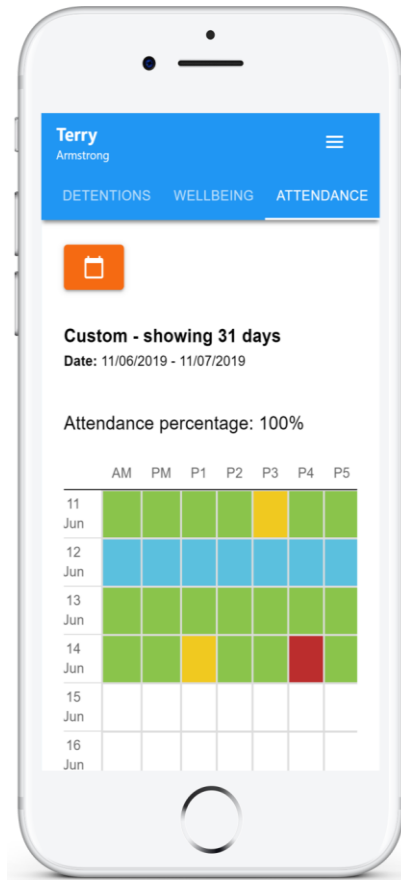 Terry
Armstrong
DETENTIONS WELLBEING ATTENDANCE
Custom - showing 31 days
Date: 11/06/2019 - 11/07/2019
Attendance percentage: 100%
AM PM P1 P2 P3 P4 P5
11
Jun
12
Jun
13
Jun
14
Jun
15
Jun
16
Jun